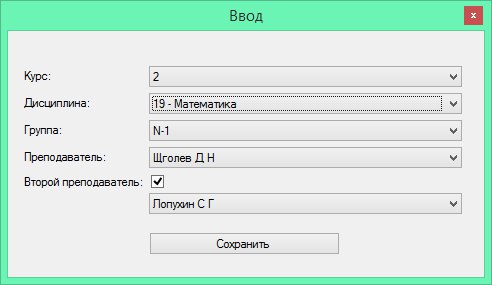 Ввод
Курс: 2
Дисциплина: 19 - Математика
Группа: N-1
Преподаватель: Щголев Д Н
Второй преподаватель:
Лопухин С Г
Сохранить